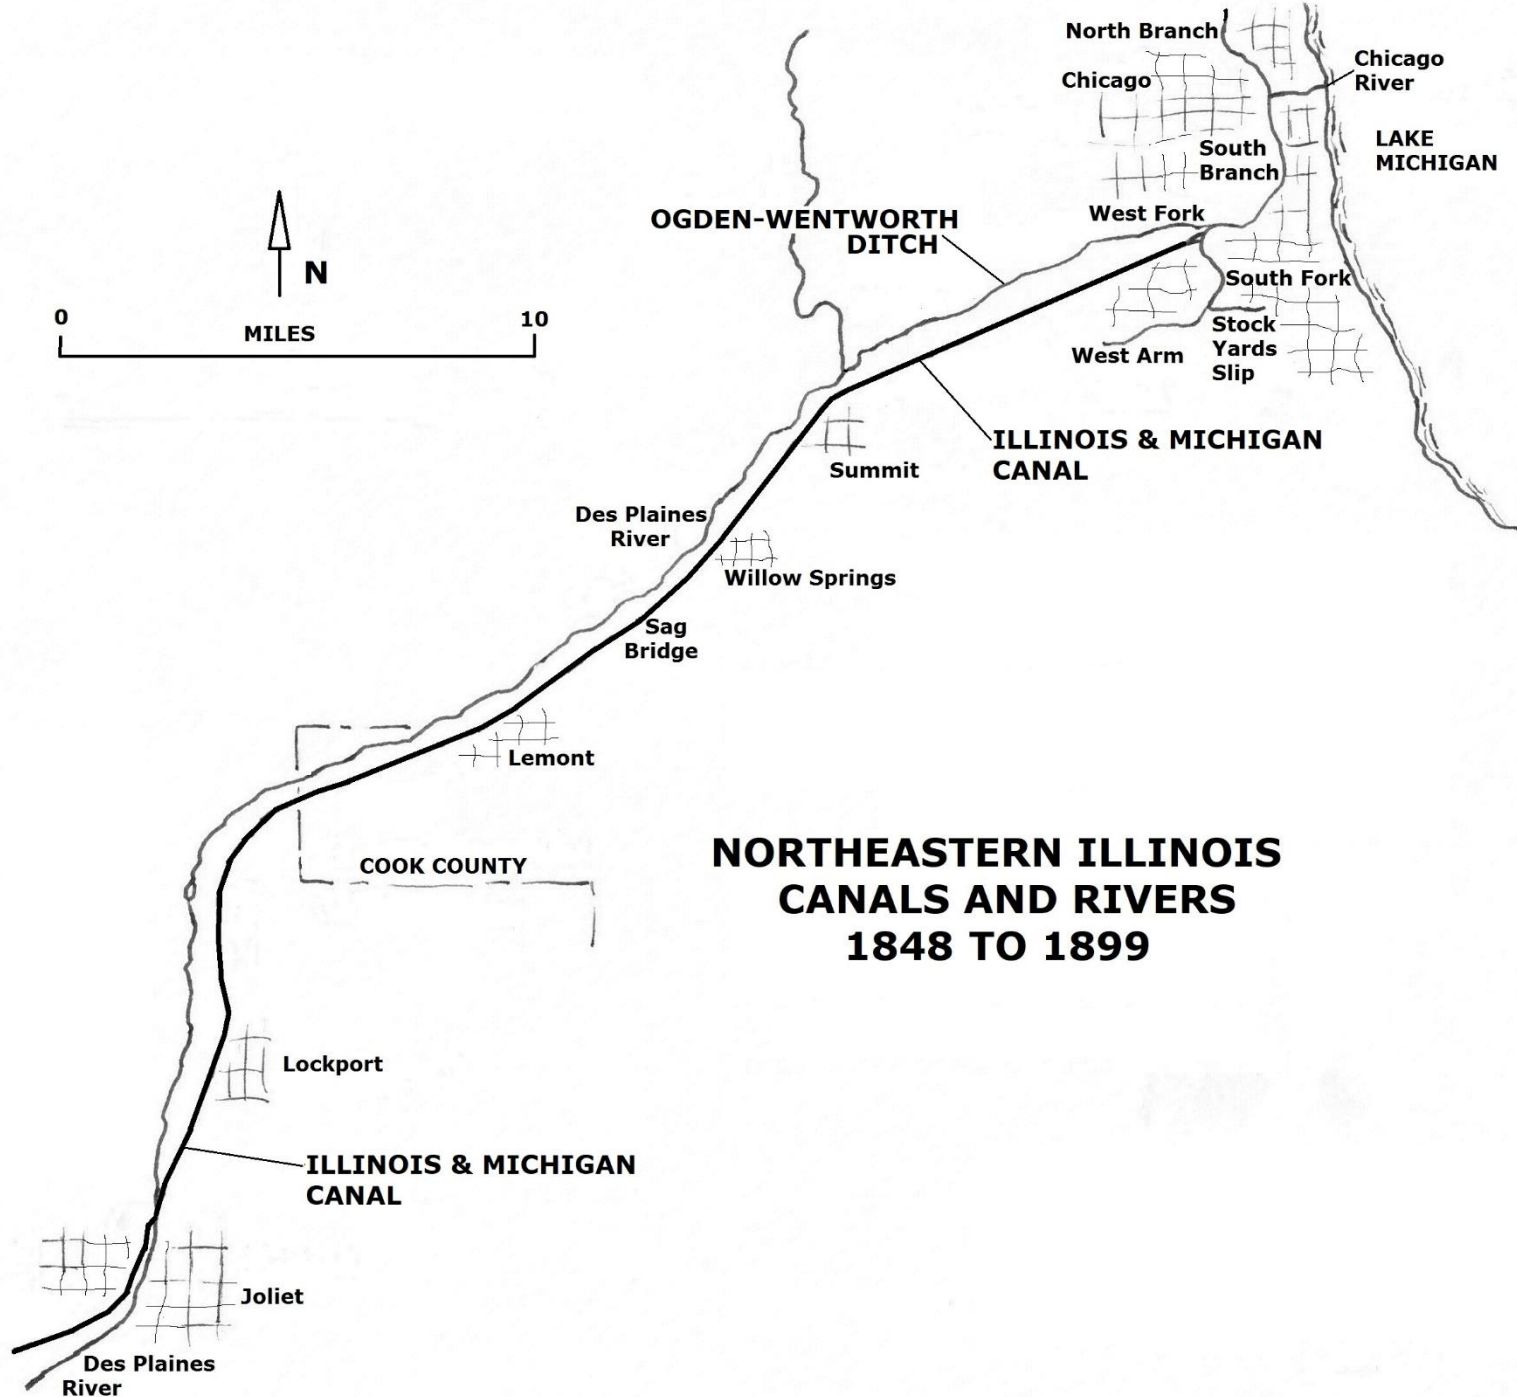 North Branch
Chicago
River
Chicago
LAKE
MICHIGAN
South
Branch
West Fork
OGDEN-WENTWORTH
DITCH
N
South Fork
0
MILES
10
Stock
Yards
Slip
West Arm
ILLINOIS & MICHIGAN
CANAL
Summit
Des Plaines
River
Willow Springs
Sag
Bridge
Lemont
COOK COUNTY
NORTHEASTERN ILLINOIS
CANALS AND RIVERS
1848 TO 1899
Lockport
ILLINOIS & MICHIGAN
CANAL
Joliet
Des Plaines
River